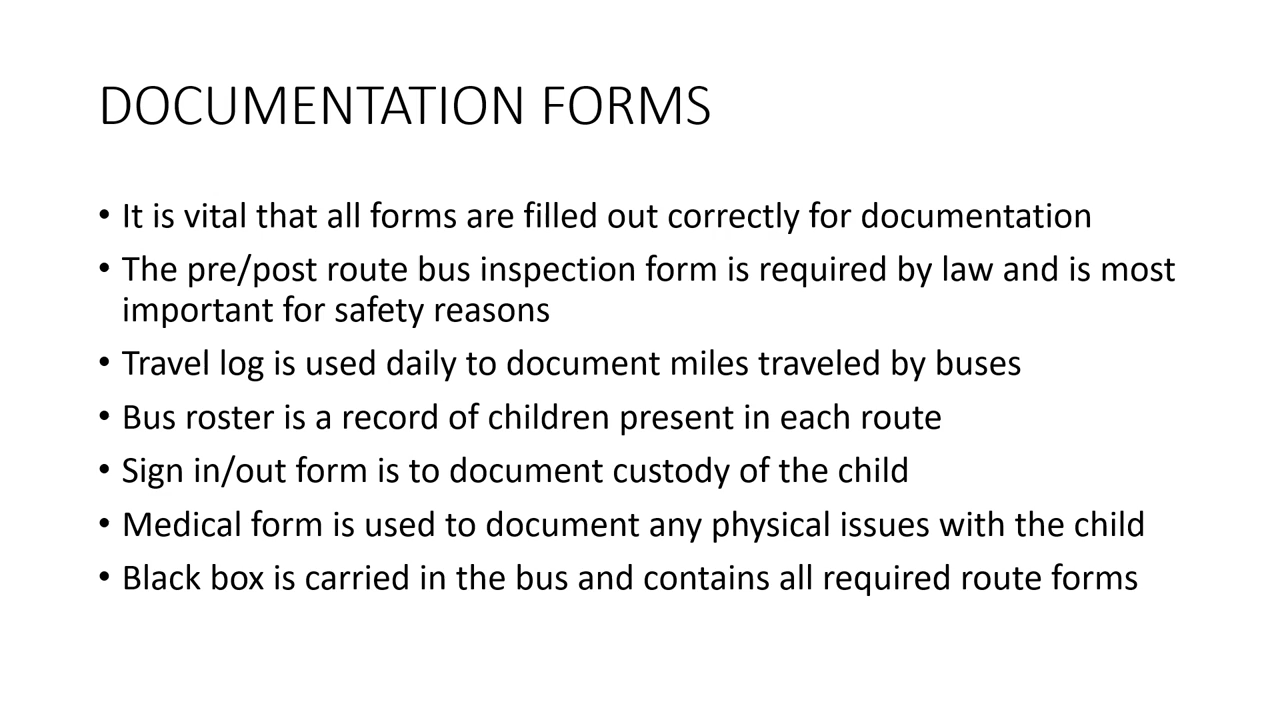 DOCUMENTATION FORMS
• It is vital that all forms are filled out correctly for documentation
• The pre/post route bus inspection form is required by law and is most
important for safety reasons
• Travel log is used daily to document miles traveled by buses
• Bus roster is a record of children present in each route
• Sign in/out form is to document custody of the child
• Medical form is used to document any physical issues with the child
• Black box is carried in the bus and contains all required route forms